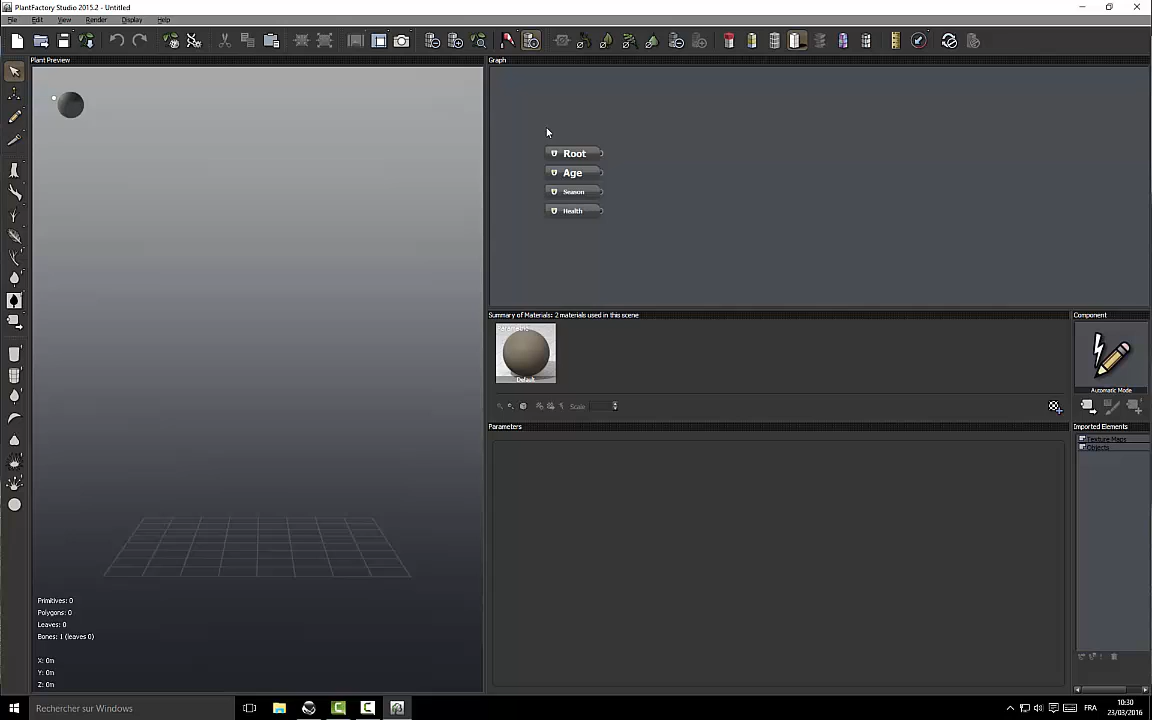 PlantFactory Studio 2015.2 - Untitled
File Edit View Render Display Help
Plant Preview
Graph
Root
Age
Season
Health
Summary of Materials: 2 materials used in this scene
Component
Parametric
Default
Automatic Mode
Scale
Parameters
Imported Elements
Texture Maps
Objects
Primitives: 0
Polygons: 0
Leaves: 0
Bones: 1 (leaves 0)
X: 0m
Y: 0m
Z: 0m
Rechercher sur Windows
FRA
10:30
23/03/2016